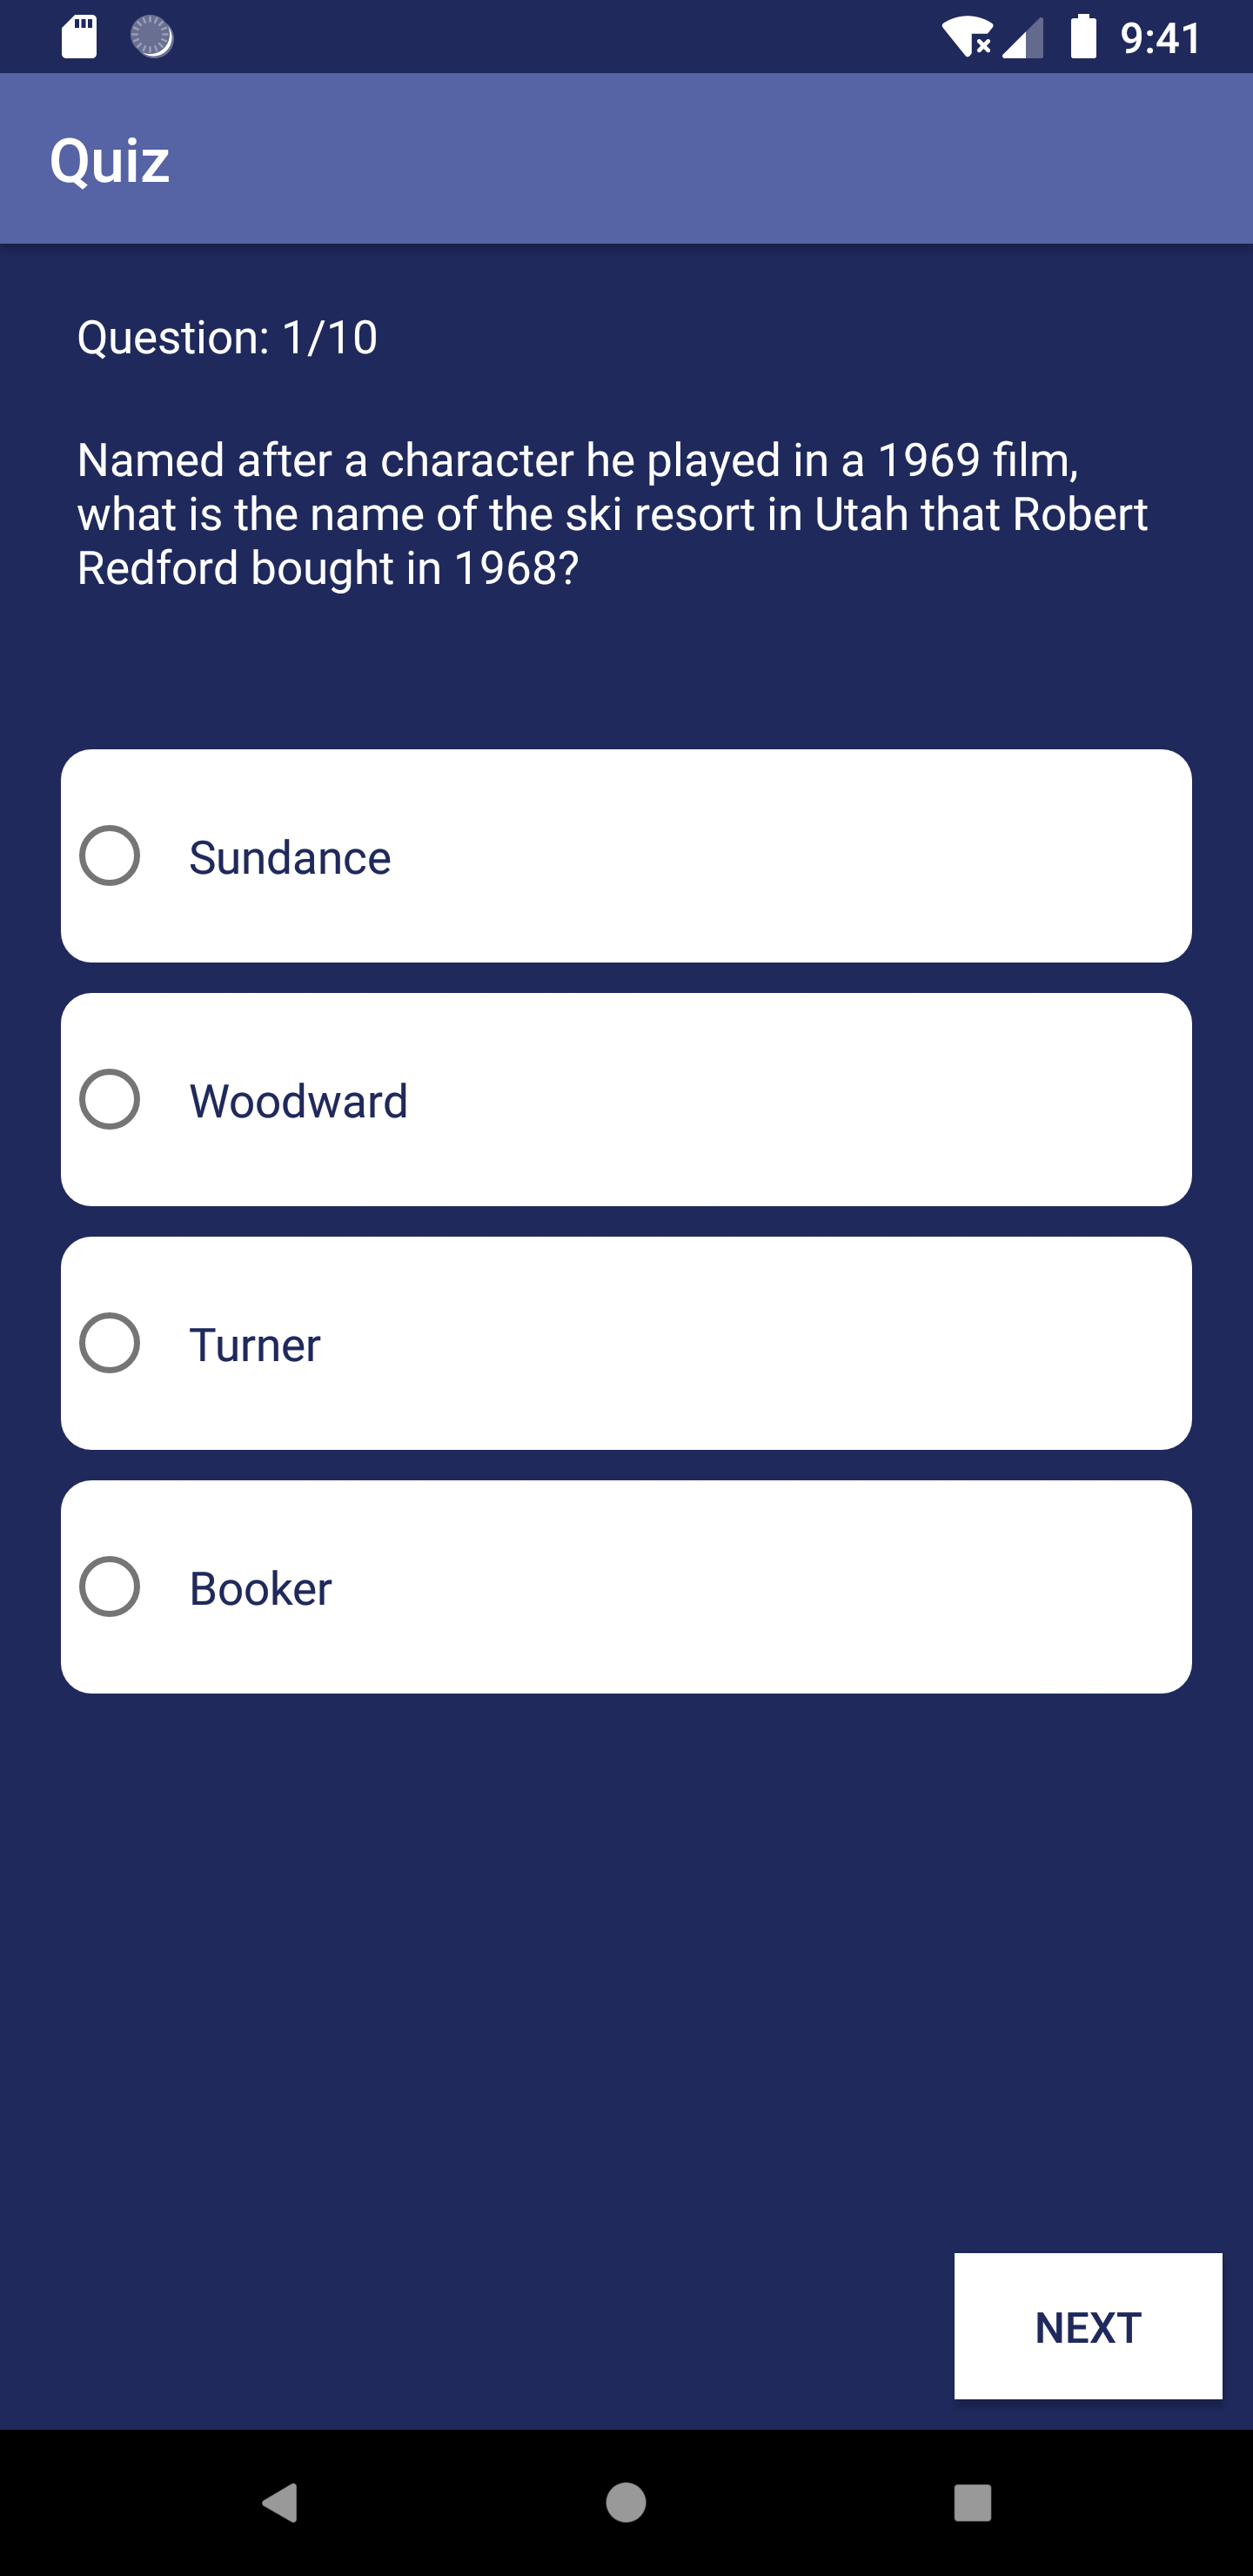 9:41
Quiz
Question: 1/10
Named after a character he played in a 1969 film,
what is the name of the ski resort in Utah that Robert
Redford bought in 1968?
Sundance
Woodward
Turner
Booker
NEXT